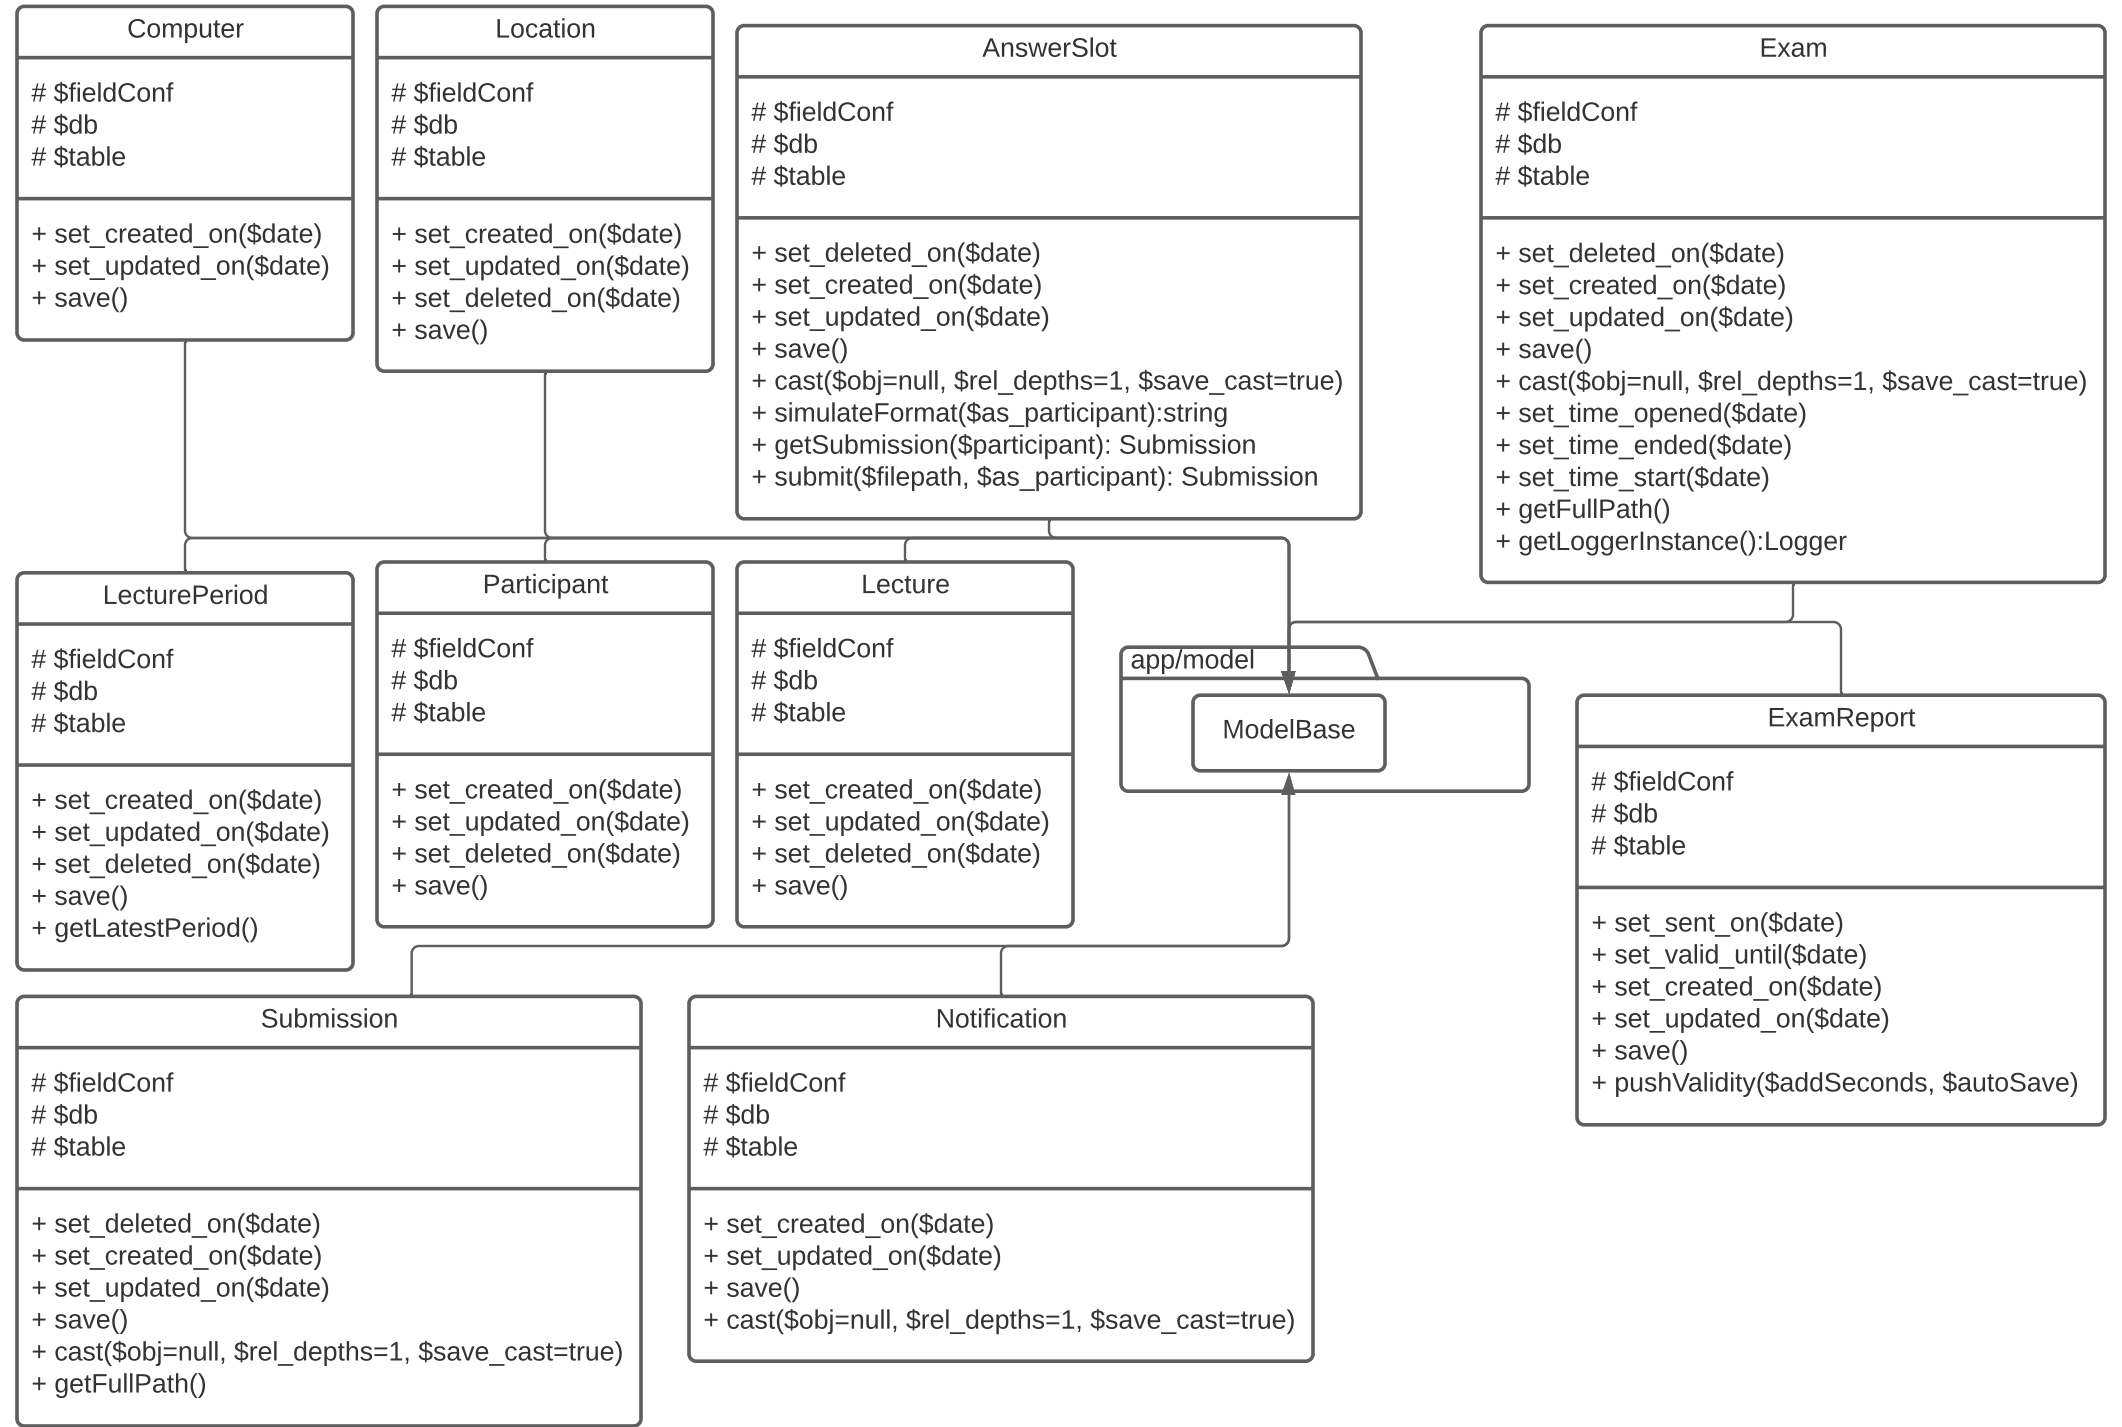 Computer
# $fieldConf
# $db
# $table
+ set_created_on($date)
+ set_updated_on($date)
+ save()
Location
# $fieldConf
# $db
# $table
+ set_created_on($date)
+ set_updated_on($date)
+ set_deleted_on($date)
+ save()
AnswerSlot
# $fieldConf
# $db
# $table
+ set_deleted_on($date)
+ set_created_on($date)
+ set_updated_on($date)
+ save()
+ cast($obj=null, $rel_depths=1, $save_cast=true)
+ simulateFormat($as_participant):string
+ getSubmission($participant): Submission
+ submit($filepath, $as_participant): Submission
Exam
# $fieldConf
# $db
# $table
+ set_deleted_on($date)
+ set_created_on($date)
+ set_updated_on($date)
+ save()
+ cast($obj=null, $rel_depths=1, $save_cast=true)
+ set_time_opened($date)
+ set_time_ended($date)
+ set_time_start($date)
+ getFullPath()
+ getLoggerInstance():Logger
LecturePeriod
# $fieldConf
# $db
# $table
+ set_created_on($date)
+ set_updated_on($date)
+ set_deleted_on($date)
+ save()
+ getLatestPeriod()
Participant
# $fieldConf
# $db
# $table
+ set_created_on($date)
+ set_updated_on($date)
+ set_deleted_on($date)
+ save()
Lecture
# $fieldConf
# $db
# $table
+ set_created_on($date)
+ set_updated_on($date)
+ set_deleted_on($date)
+ save()
app/model
ModelBase
ExamReport
# $fieldConf
# $db
# $table
+ set_sent_on($date)
+ set_valid_until($date)
+ set_created_on($date)
+ set_updated_on($date)
+ save()
+ pushValidity($addSeconds, $autoSave)
Submission
# $fieldConf
# $db
# $table
+ set_deleted_on($date)
+ set_created_on($date)
+ set_updated_on($date)
+ save()
+ cast($obj=null, $rel_depths=1, $save_cast=true)
+ getFullPath()
Notification
# $fieldConf
# $db
# $table
+ set_created_on($date)
+ set_updated_on($date)
+ save()
+ cast($obj=null, $rel_depths=1, $save_cast=true)